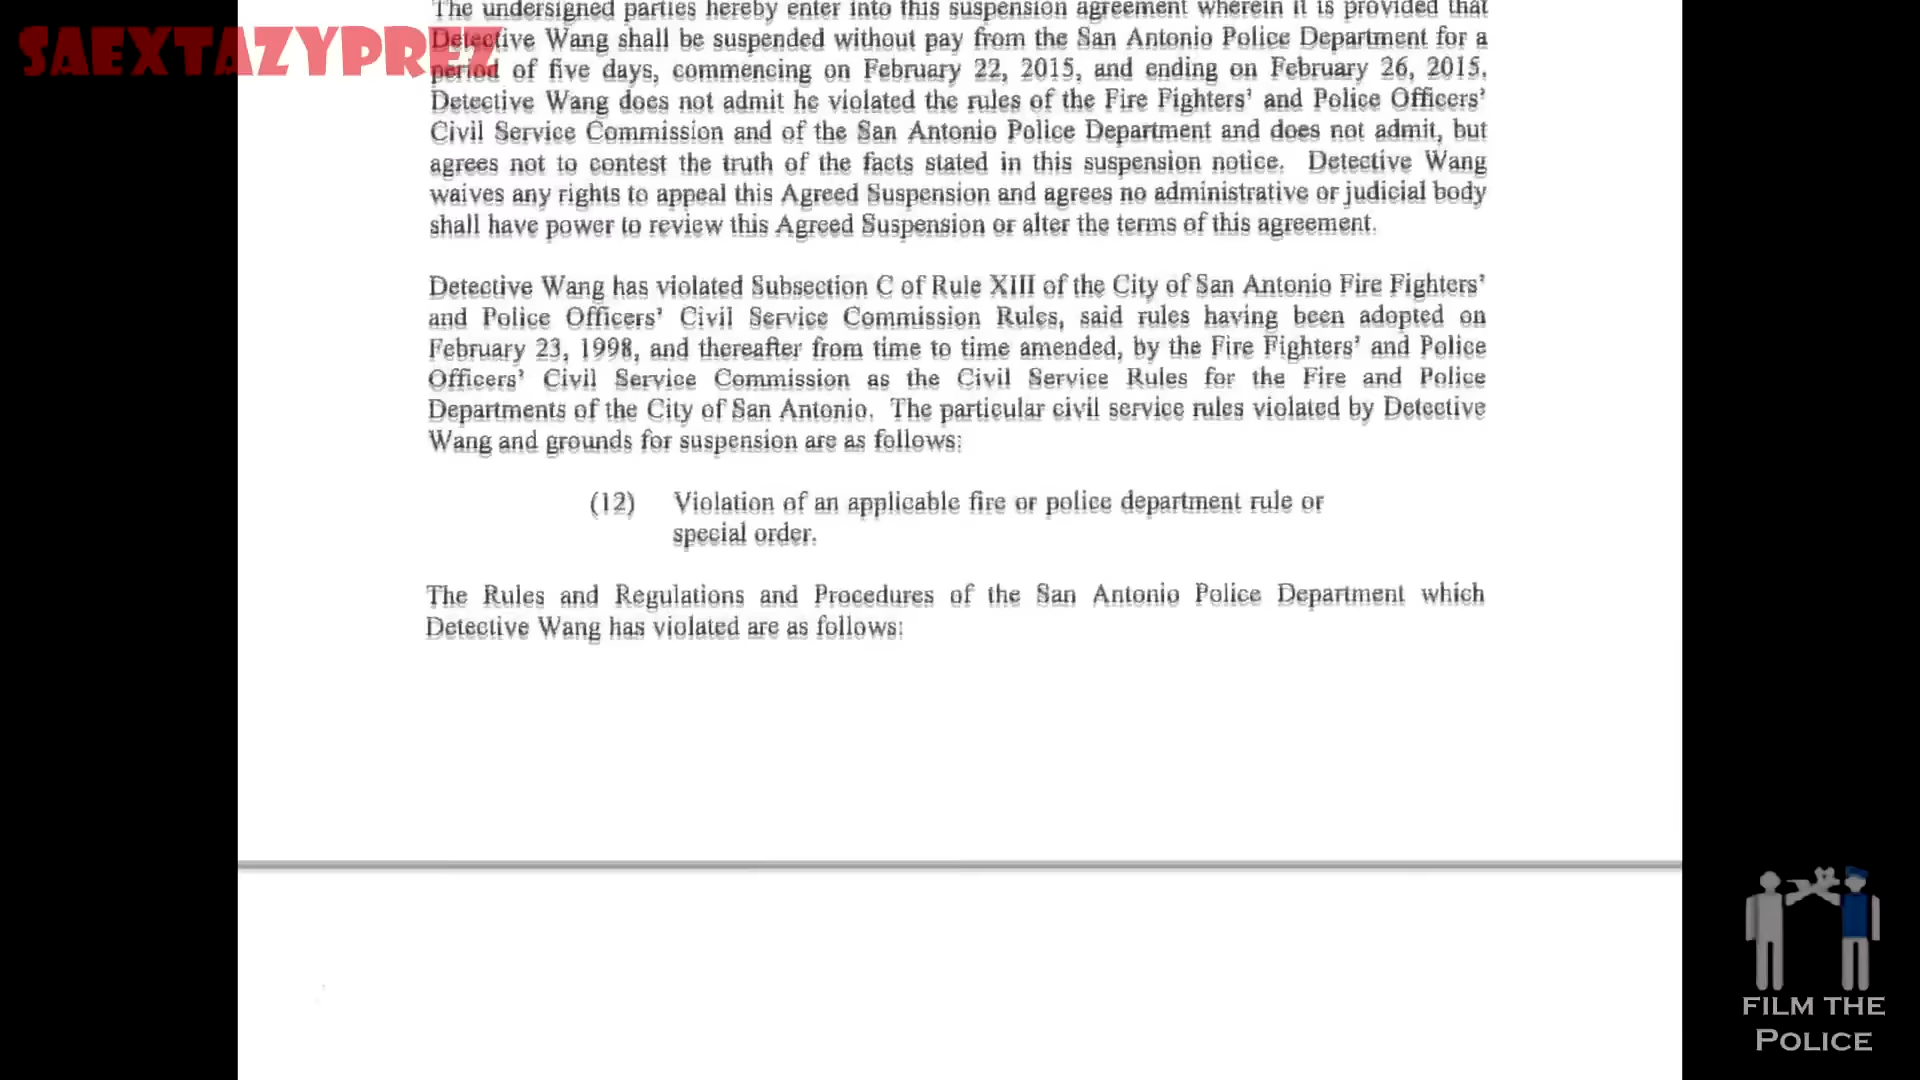 SAEXTAZYPREZ
The undersigned parties hereby enter into this suspension agreement wherein it is provided that
Detective Wang shall be suspended without pay from the San Antonio Police Department for a
period of five days, commencing on February 22, 2015, and ending on February 26, 2015.
Detective Wang does not admit he violated the rules of the Fire Fighters' and Police Officers'
Civil Service Commission and of the San Antonio Police Department and does not admit, but
agrees not to contest the truth of the facts stated in this suspension notice. Detective Wang
waives any rights to appeal this Agreed Suspension and agrees no administrative or judicial body
shall have power to review this Agreed Suspension or alter the terms of this agreement.
Detective Wang has violated Subsection C of Rule XIII of the City of San Antonio Fire Fighters'
and Police Officers' Civil Service Commission Rules, said rules having been adopted on
February 23, 1998, and thereafter from time to time amended, by the Fire Fighters' and Police
Officers' Civil Service Commission as the Civil Service Rules for the Fire and Police
Departments of the City of San Antonio. The particular civil service rules violated by Detective
Wang and grounds for suspension are as follows:
(12) Violation of an applicable fire or police department rule or
special order.
The Rules and Regulations and Procedures of the San Antonio Police Department which
Detective Wang has violated are as follows:
FILM THE
POLICE